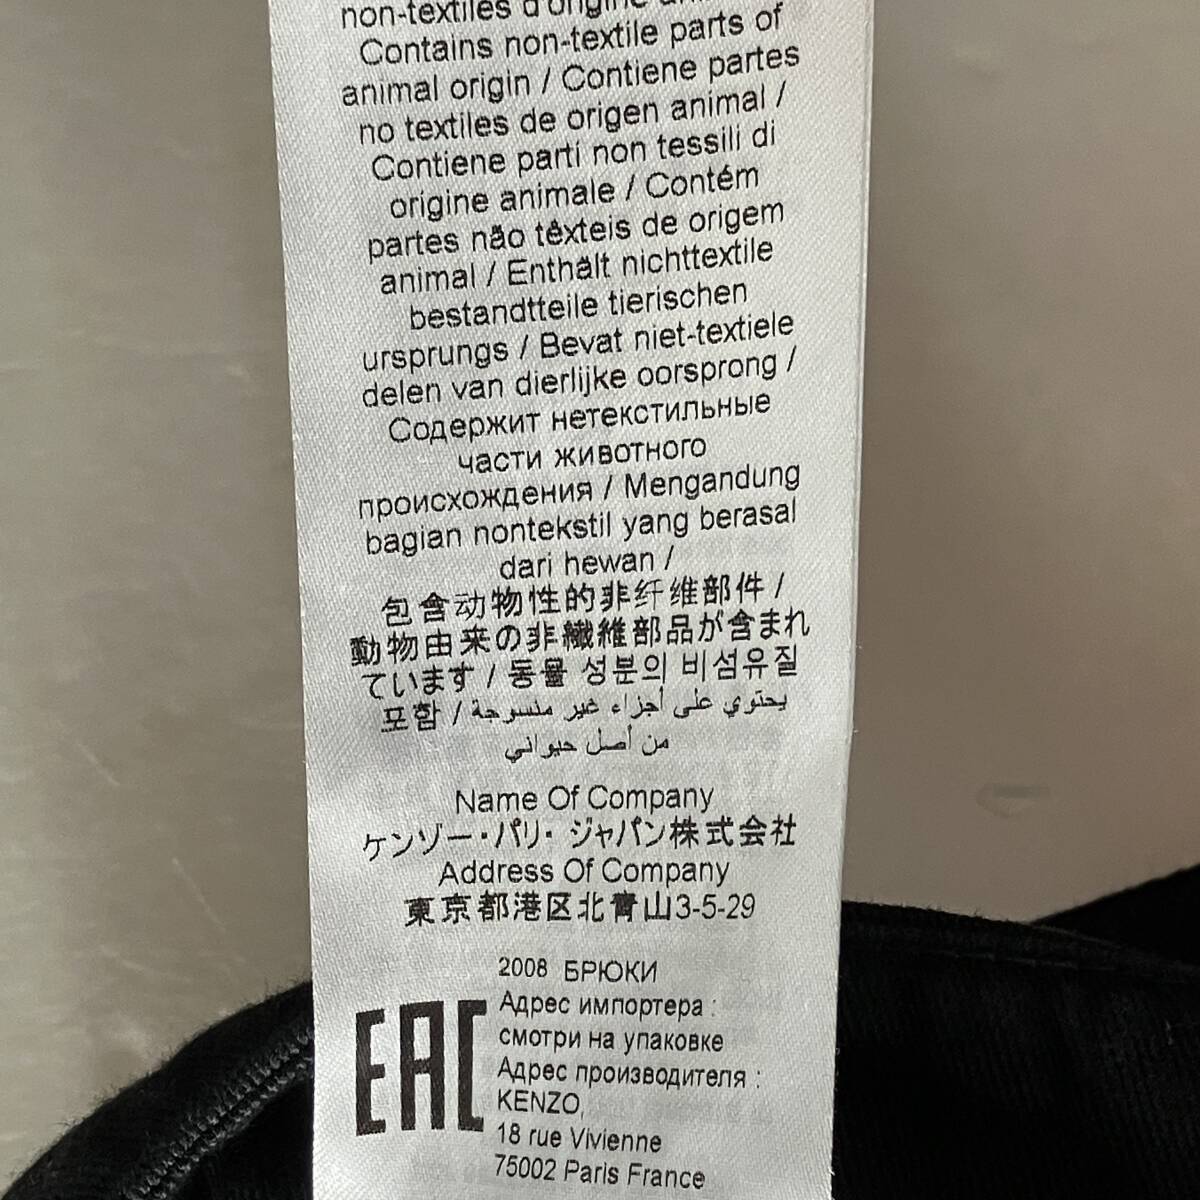 non-textiles d'origine
Contains non-textile parts of
animal origin / Contiene partes
no textiles de origen animal /
Contiene parti non tessili di
origine animale / Contém
partes não têxteis de origem
animal / Enthält nichttextile
bestandtteile tierischen
ursprungs / Bevat niet-textiele
delen van dierlijke oorsprong /
Содержит нетекстильные
части животного
происхождения / Mengandung
bagian nontekstil yang berasal
dari hewan /
包含动物性的非纤维部件 /
動物由来の非繊維部品が含まれ
ています / 동물 성분의 비섬유질
포함 / يحتوي على أجزاء غير منسوجة
من أصل حيواني
Name Of Company
ケンゾー・パリ・ジャパン株式会社
Address Of Company
東京都港区北青山3-5-29
2008 БРЮКИ
EAC
Адрес импортера :
смотри на упаковке
Адрес производителя :
KENZO,
18 rue Vivienne
75002 Paris France